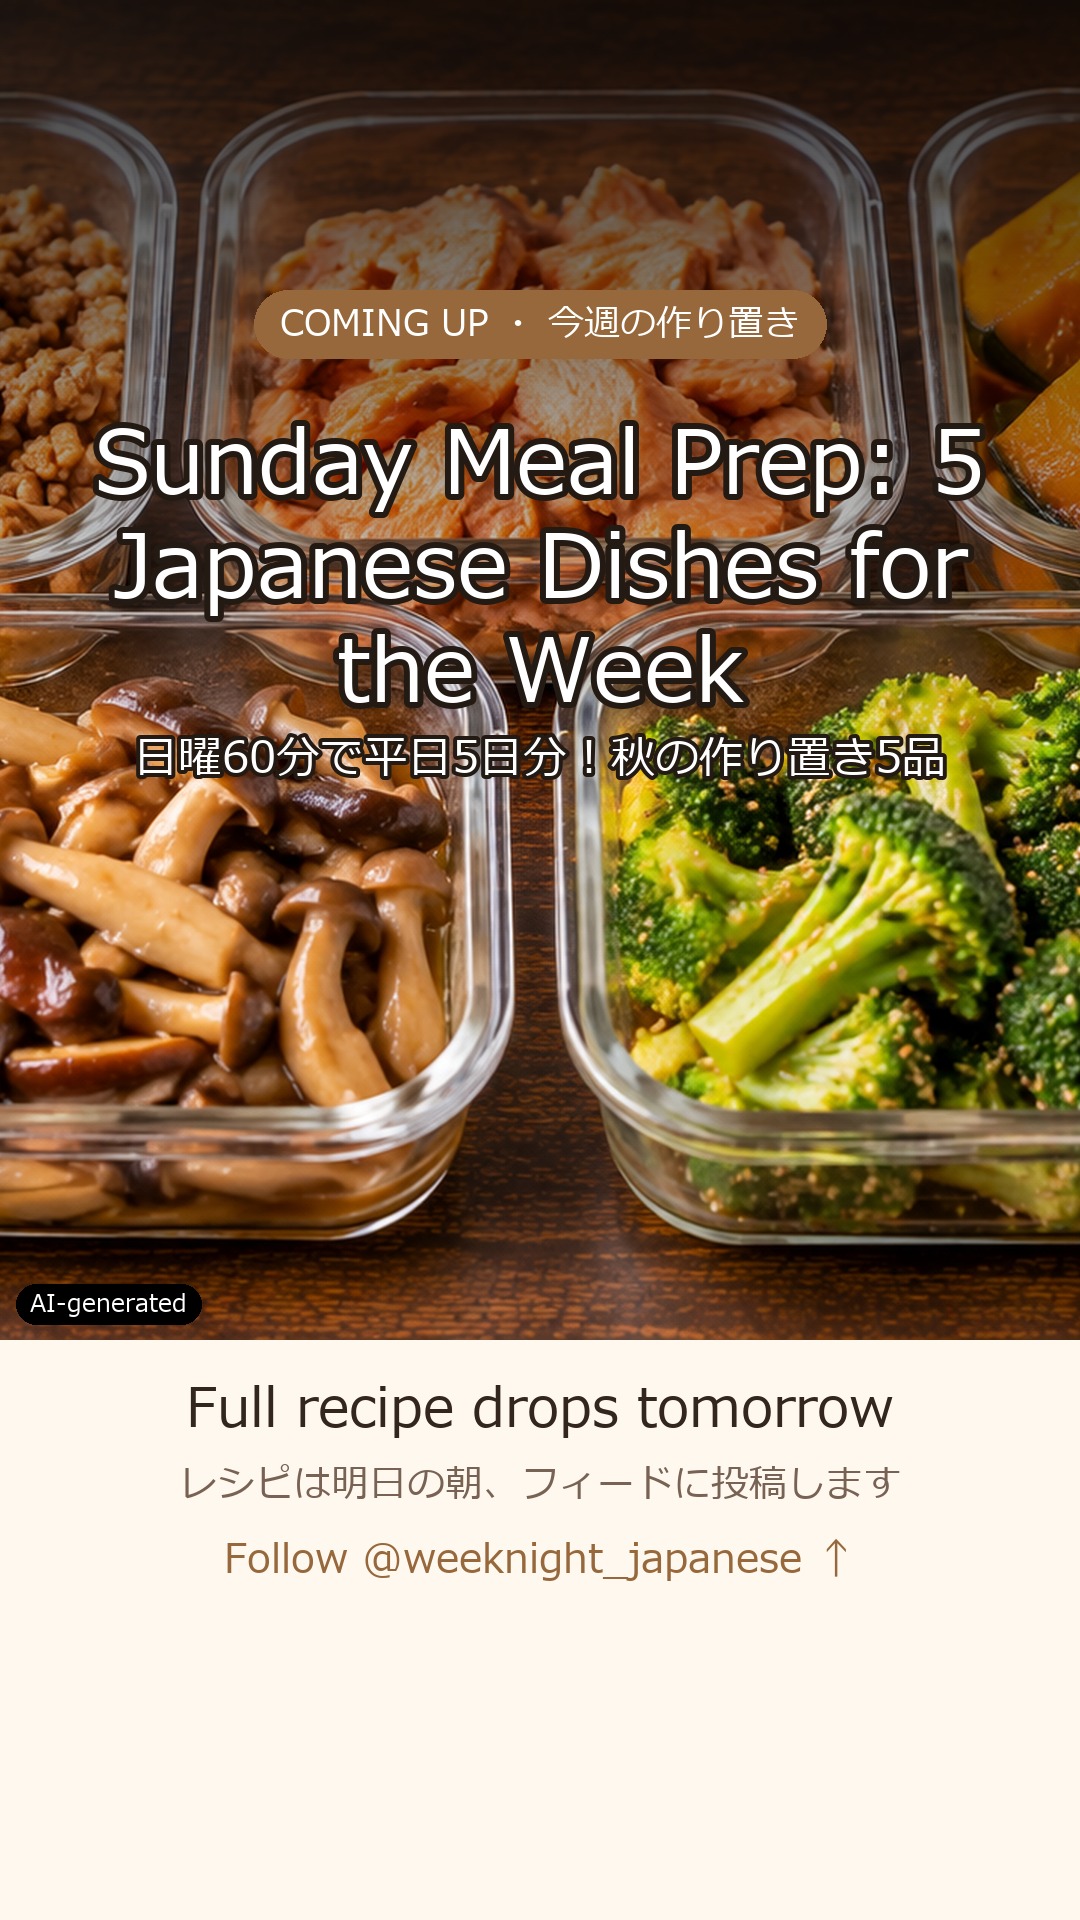 COMING UP ・ 今週の作り置き
Sunday Meal Prep: 5
Japanese Dishes for
the Week
日曜60分で平日5日分！秋の作り置き5品
AI-generated
Full recipe drops tomorrow
レシピは明日の朝、フィードに投稿します
Follow @weeknight_japanese ↑